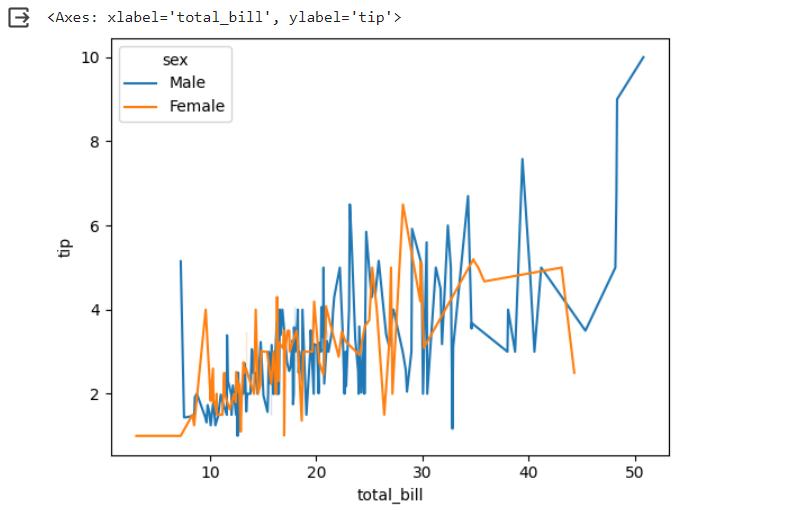 <Axes: xlabel='total_bill', ylabel='tip'>
10
8
6
4
2
tip
sex
Male
Female
10 20 30 40 50
total_bill